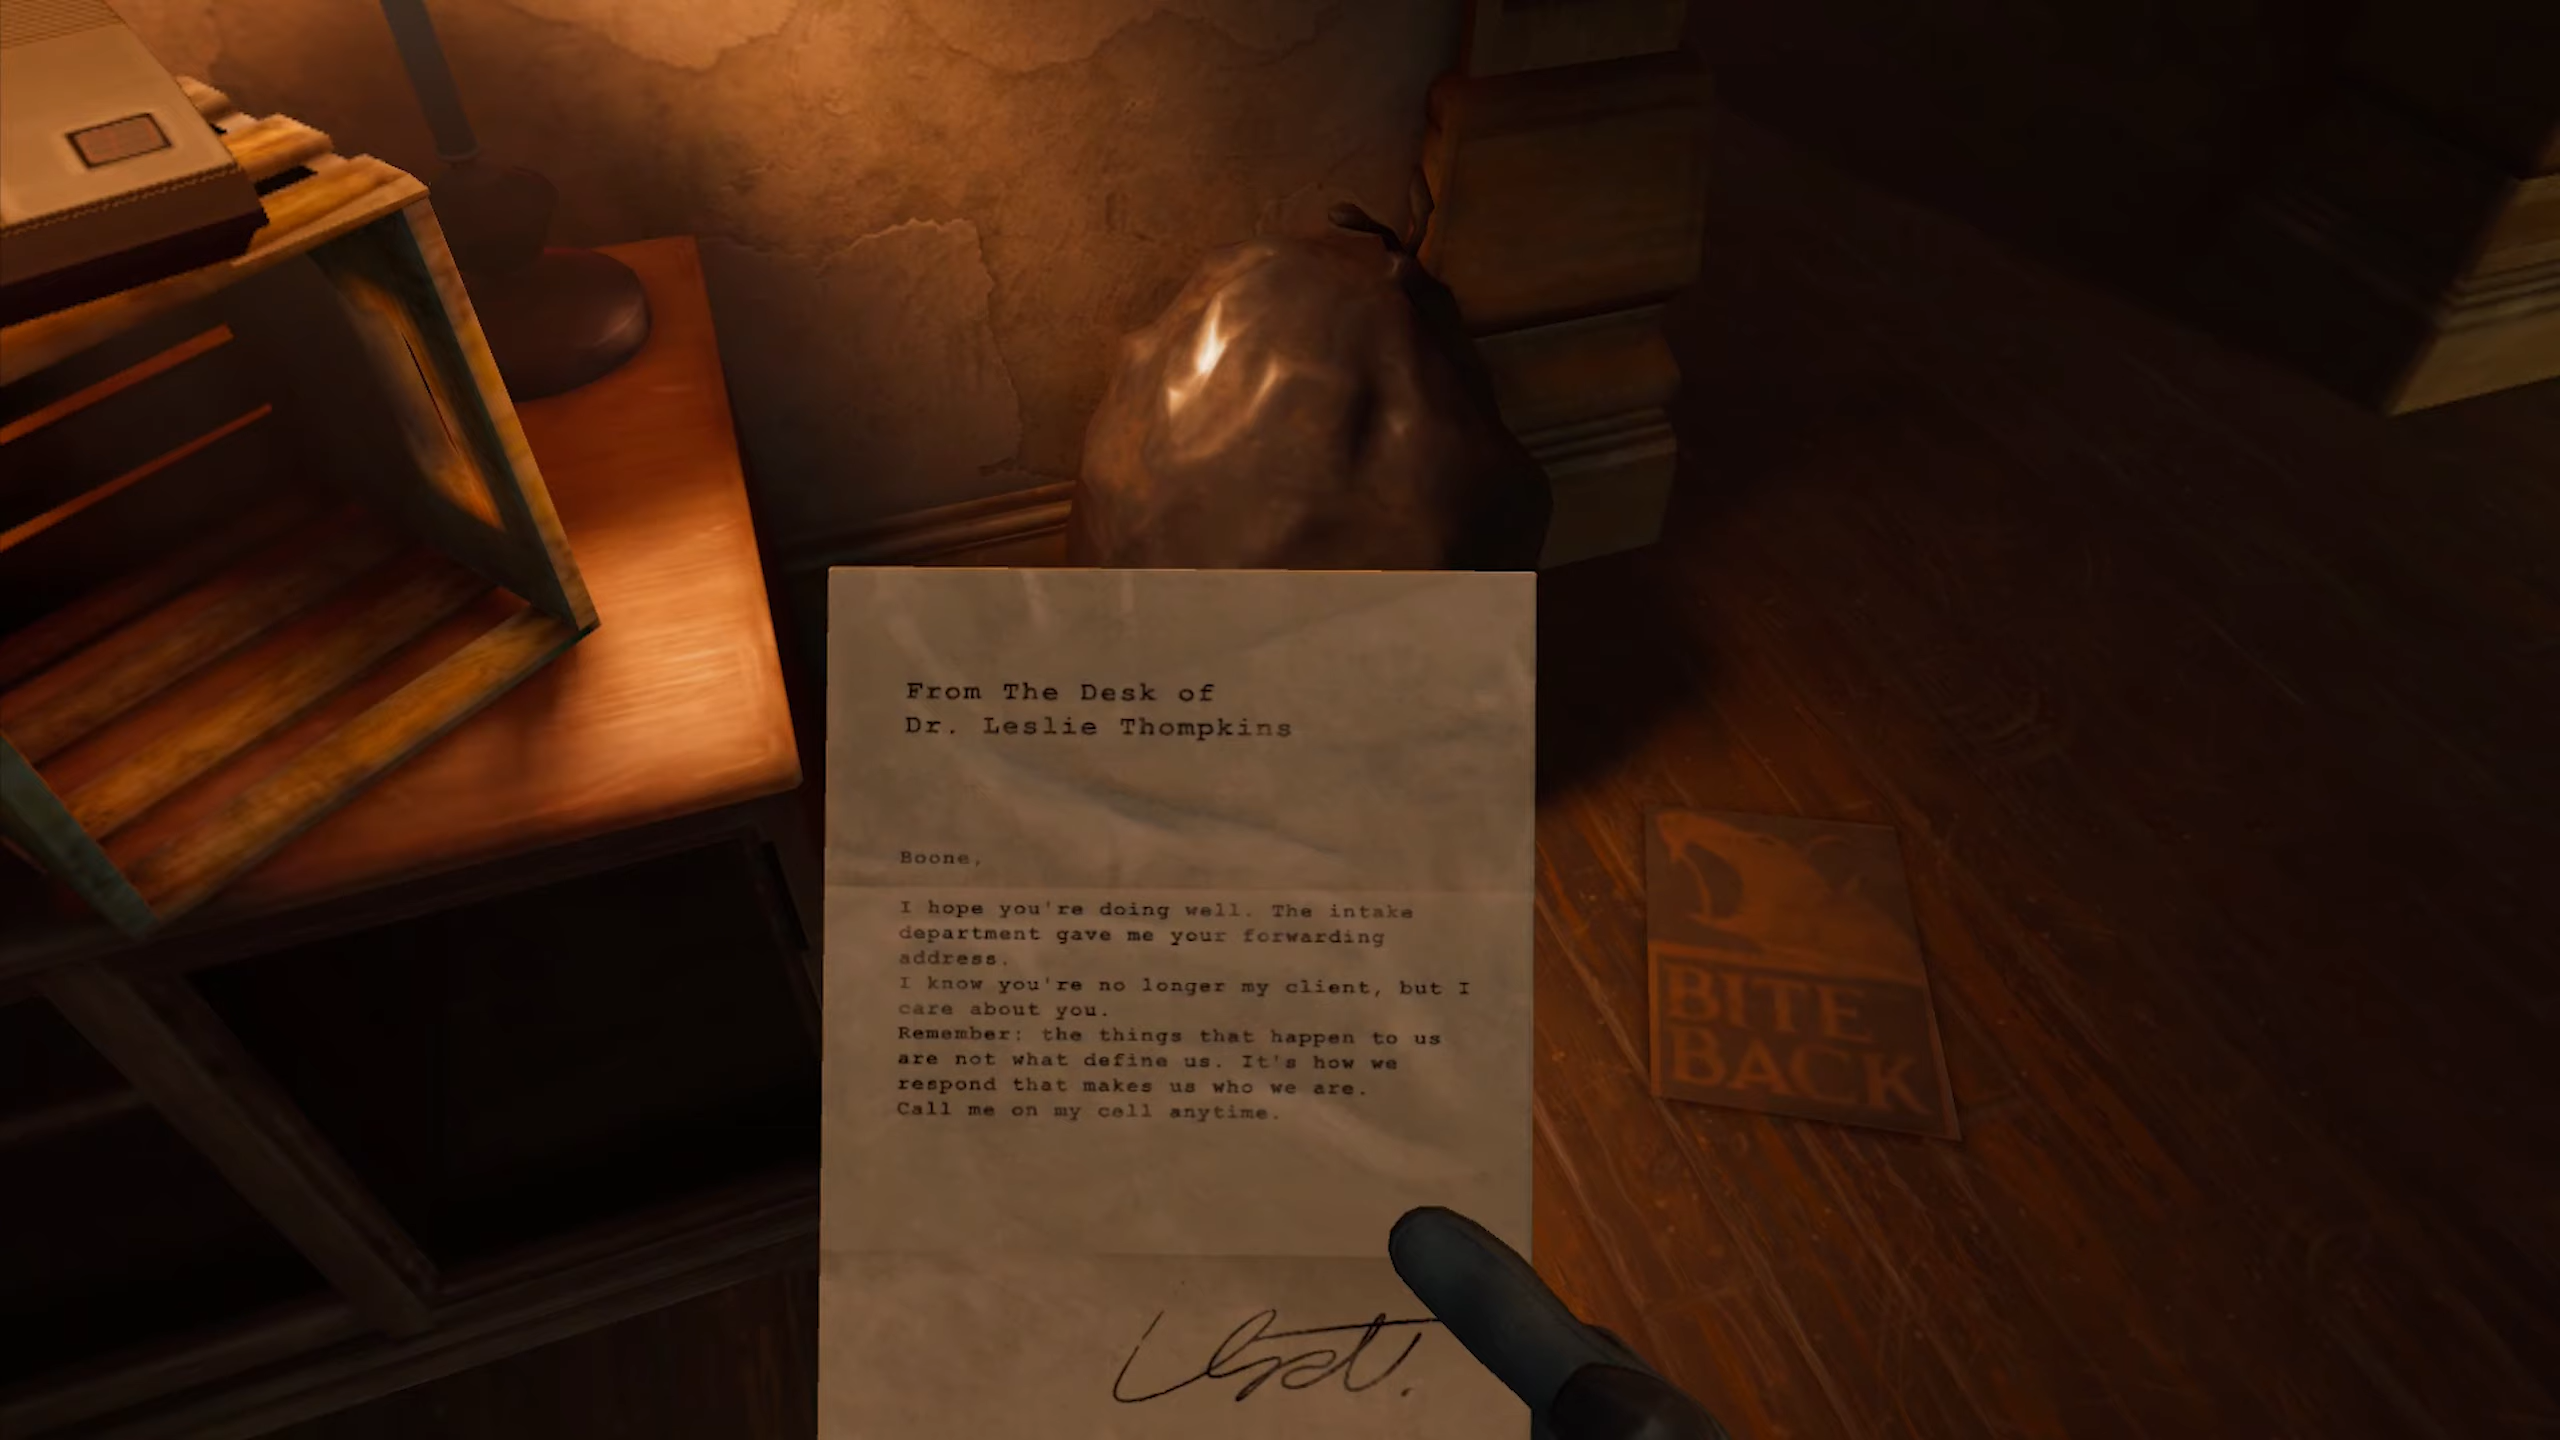 From The Desk of
Dr. Leslie Thompkins
Boone,
I hope you're doing well. The intake
department gave me your forwarding
address.
I know you're no longer my client, but I
care about you.
Remember: the things that happen to us
are not what define us. It's how we
respond that makes us who we are.
Call me on my cell anytime.
BITE
BACK